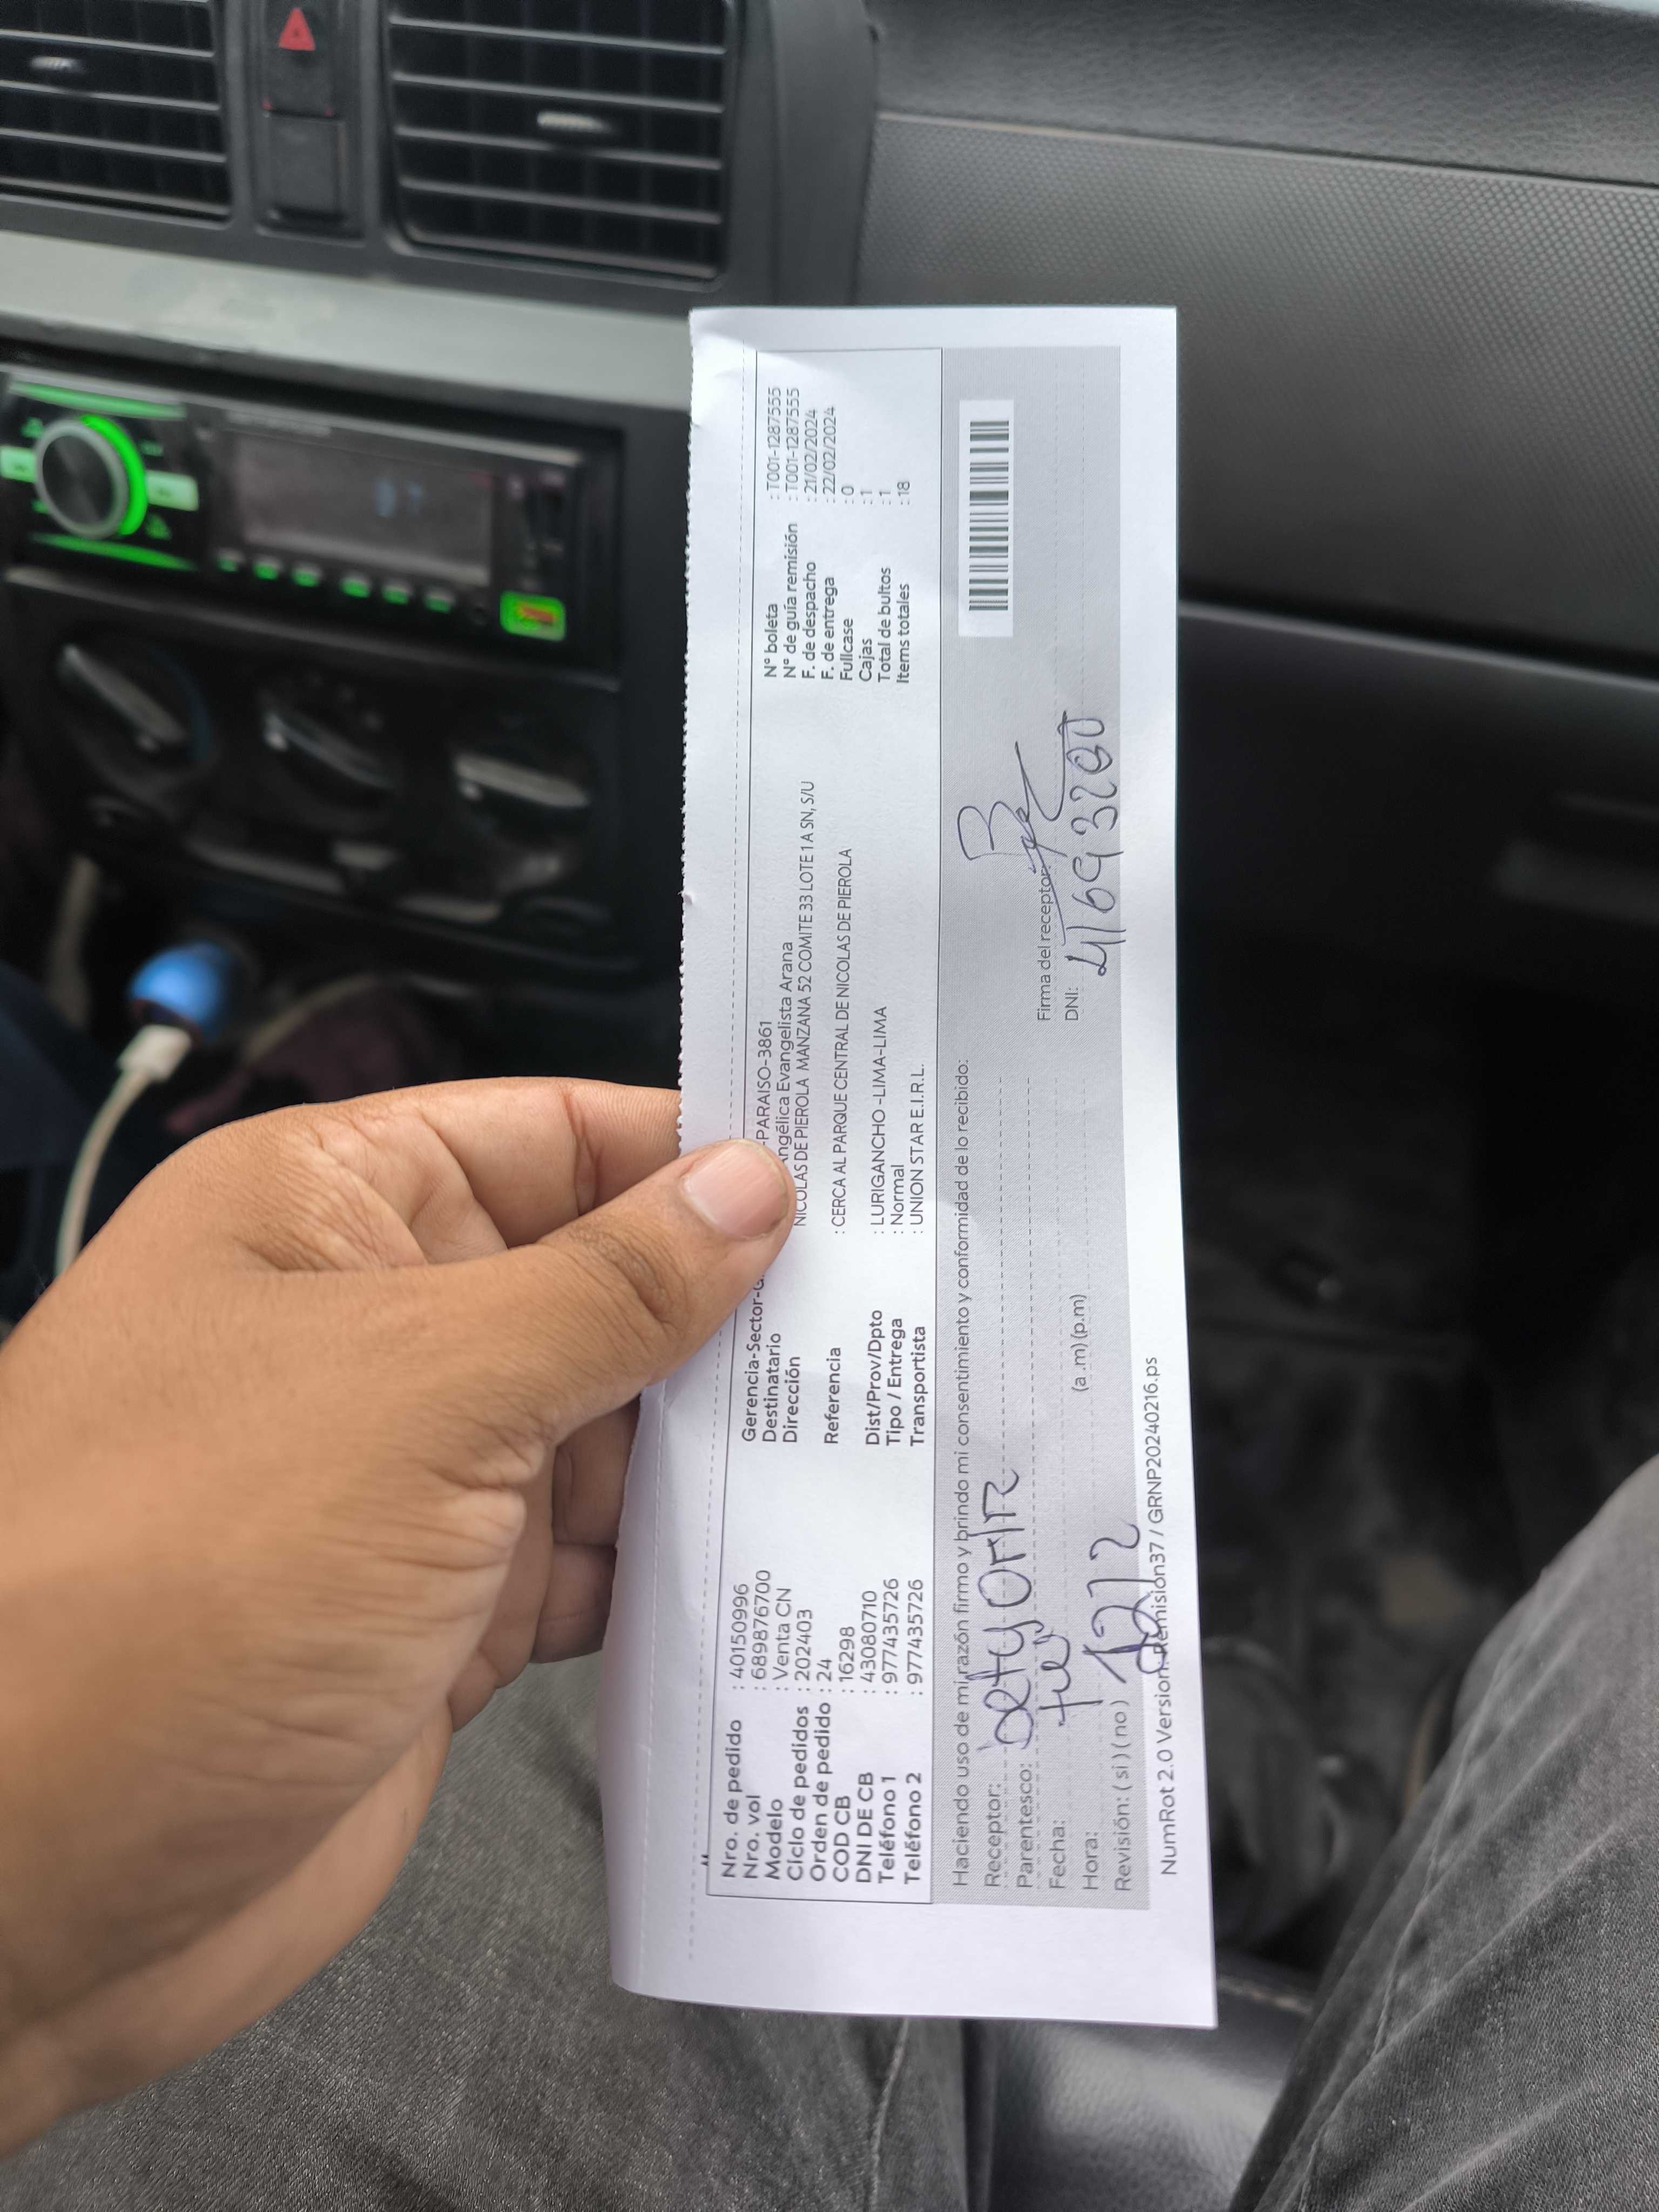 Nro. de pedido : 40150996
Nro. vol : 6898767​00
Modelo : Venta CN
Ciclo de pedidos : 202403
Orden de pedido : 24
COD CB : 16298
DNI DE CB : 43080710
Teléfono 1 : 977435726
Teléfono 2 : 977435726
Gerencia-Sector-G -PARAISO-3861
Destinatario Angélica Evangelista Arana
Dirección NICOLAS DE PIEROLA MANZANA 52 COMITE 33 LOTE 1 A SN, S/U
Referencia : CERCA AL PARQUE CENTRAL DE NICOLAS DE PIEROLA
Dist/Prov/Dpto : LURIGANCHO -LIMA-LIMA
Tipo / Entrega : Normal
Transportista : UNION STAR E.I.R.L.
N° boleta : T001-1287555
N° de guía remisión : T001-1287555
F. de despacho : 21/02/2024
F. de entrega : 22/02/2024
Fullcase : 0
Cajas : 1
Total de bultos : 1
Items totales : 18
Haciendo uso de mi razón firmo y brindo mi consentimiento y conformidad de lo recibido:
Receptor:
Parentesco:
Fecha:
Hora: (a .m) (p.m)
Revisión: ( si ) ( no )
Firma del receptor:
DNI:
NumRot 2.0 Version: Remision37 / GRNP20240216.ps